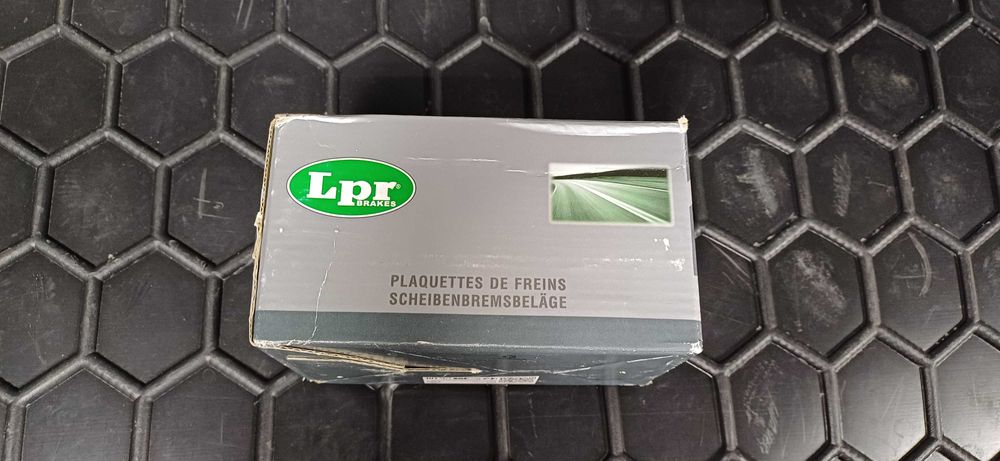 Lpr®
BRAKES
PLAQUETTES DE FREINS
SCHEIBENBREMSBELÄGE